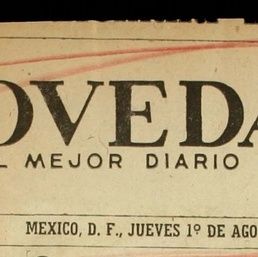 OVEDA
L MEJOR DIARIO
MEXICO, D. F., JUEVES 1º DE AGO